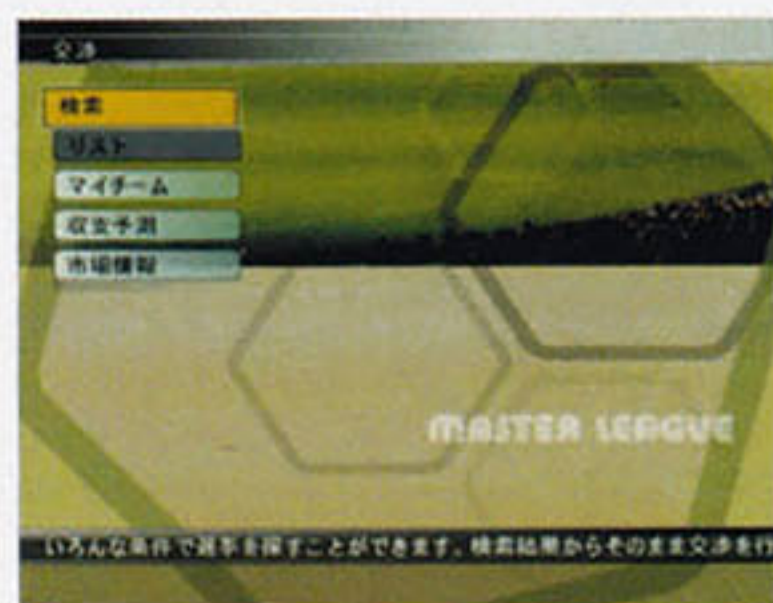 交渉
検索
リスト
マイチーム
収支予測
市場情報
MASTER LEAGUE
いろんな条件で選手を探すことができます。検索結果からそのまま交渉を行